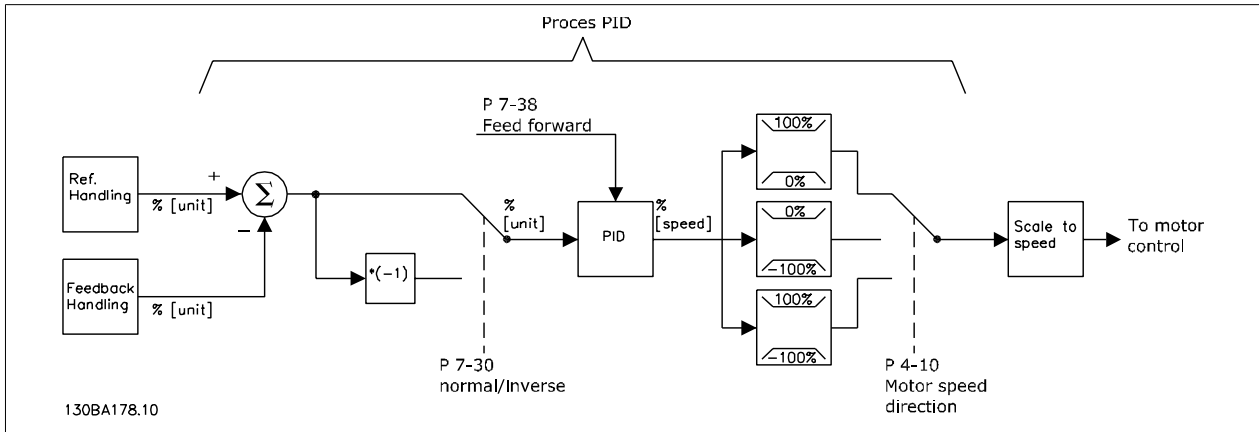 Proces PID
P 7-38
Feed forward
Ref.
Handling
+
% [unit]
Σ
−
Feedback
Handling
% [unit]
*(-1)
P 7-30
normal/Inverse
%
[unit]
PID
%
[speed]
100%
0%
0%
-100%
100%
-100%
P 4-10
Motor speed
direction
Scale to
speed
To motor
control
130BA178.10